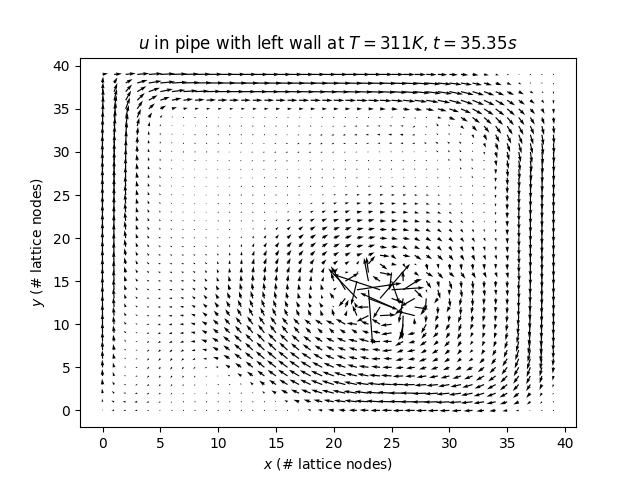 u in pipe with left wall at T = 311K, t = 35.35s
40
35
30
25
20
15
10
5
0
y (# lattice nodes)
0 5 10 15 20 25 30 35 40
x (# lattice nodes)